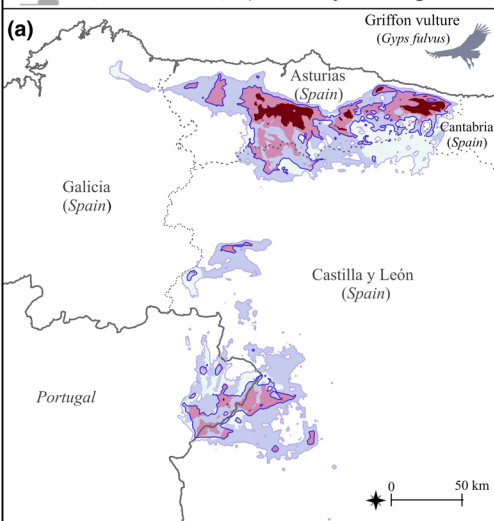 (a)
Griffon vulture
(Gyps fulvus)
Asturias
(Spain)
Cantabria
(Spain)
Galicia
(Spain)
Castilla y León
(Spain)
Portugal
0 50 km